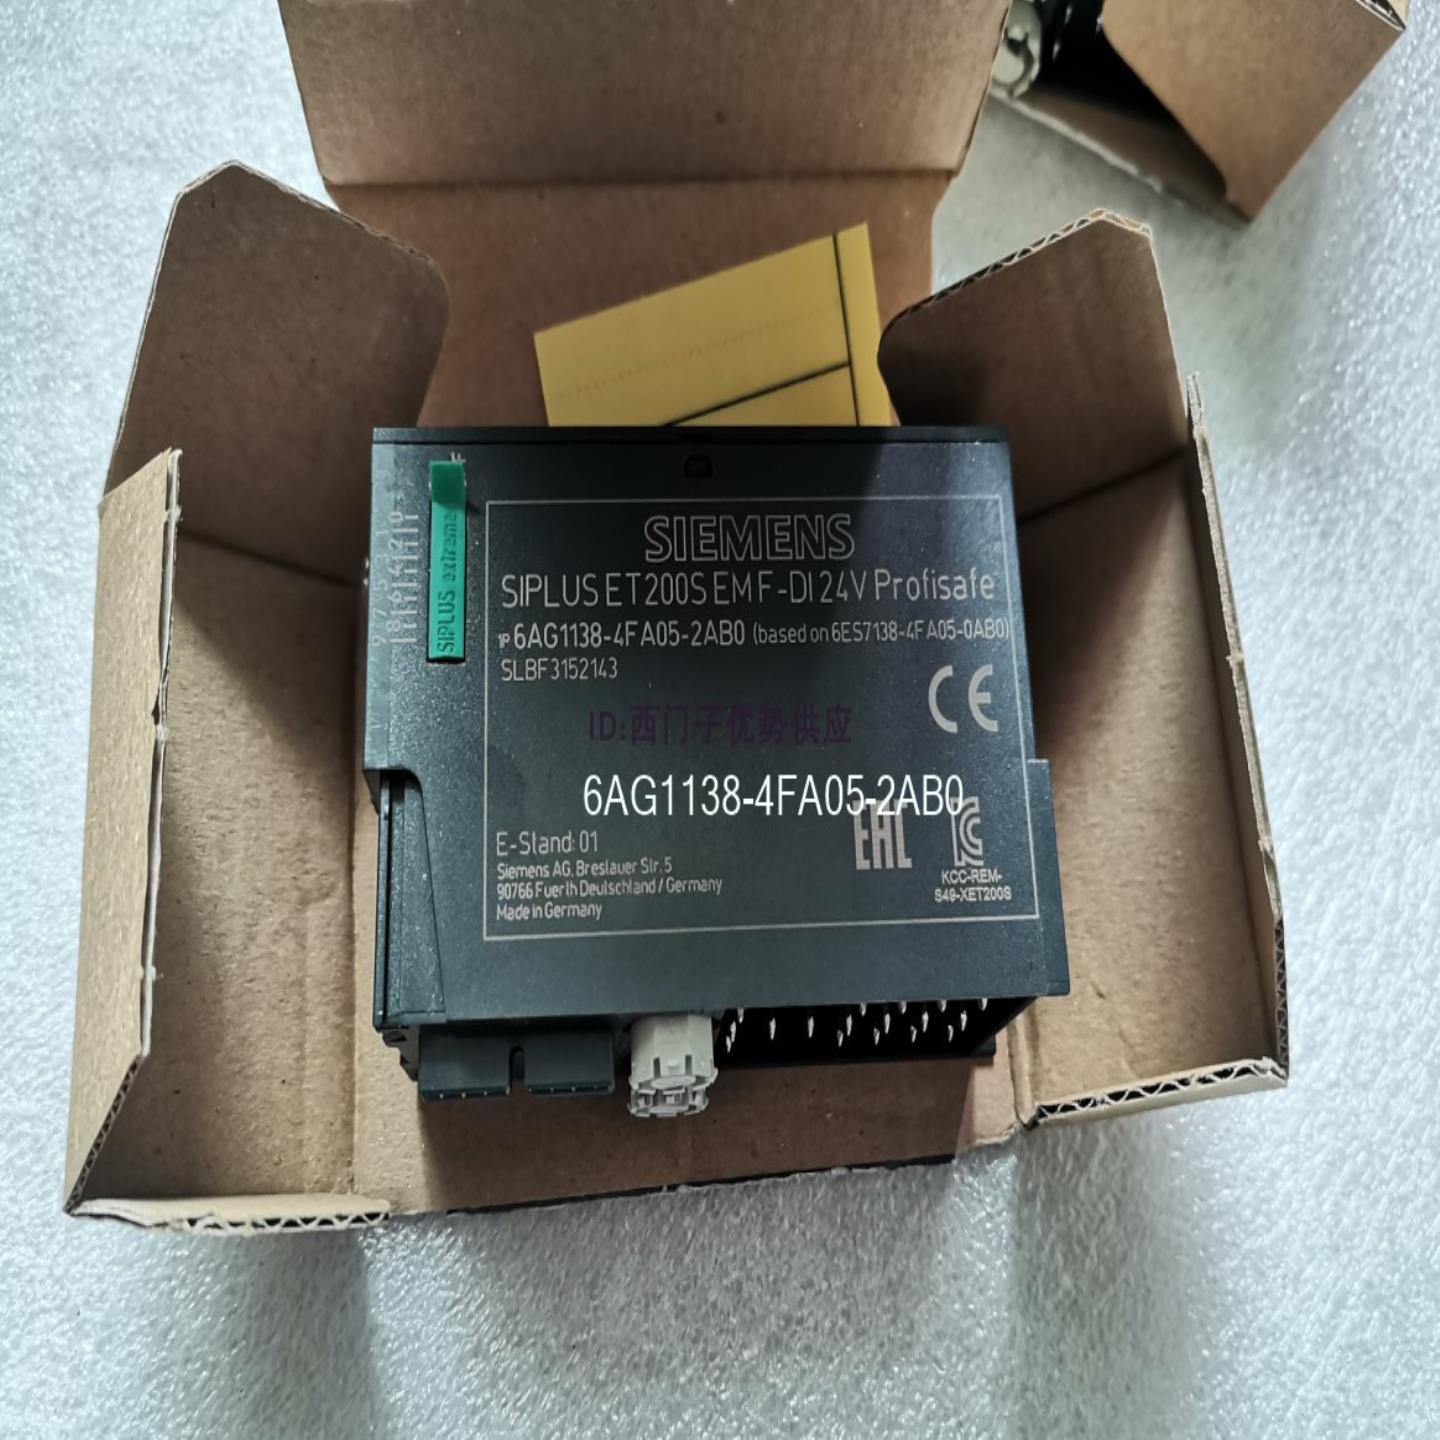 SIPLUS extreme
SIEMENS
SIPLUS ET200S EM F-DI 24V Profisafe
1P 6AG1138-4FA05-2AB0 (based on 6ES7138-4FA05-0AB0)
SLBF3152143
CE
ID:西门子优势供应
6AG1138-4FA05-2AB0
E-Stand: 01
EAC
Siemens AG, Breslauer Str. 5
90766 Fuerth Deutschland / Germany
Made in Germany
KCC-REM-
S49-XET200S